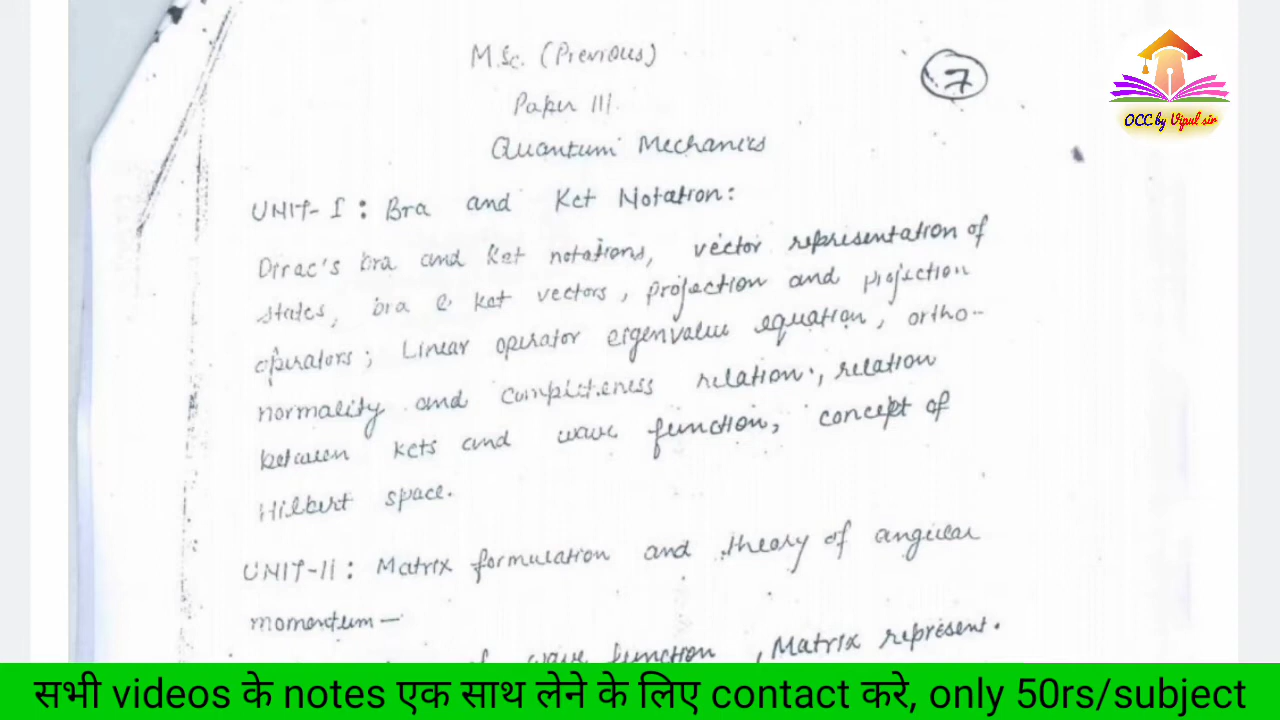 M.Sc. (Previous)
7
Paper III.
OCC by Vipul sir
Quantum Mechanics
UNIT-I : Bra and Ket Notation:
Dirac's bra and ket notations, vector representation of
states, bra & ket vectors, projection and projection
operators; Linear operator eigenvalue equation, ortho-
normality and completeness relation, relation
between kets and wave function, concept of
Hilbert space.
UNIT-II : Matrix formulation and theory of angular
momentum—
of wave function, Matrix represent.
सभी videos के notes एक साथ लेने के लिए contact करे, only 50rs/subject